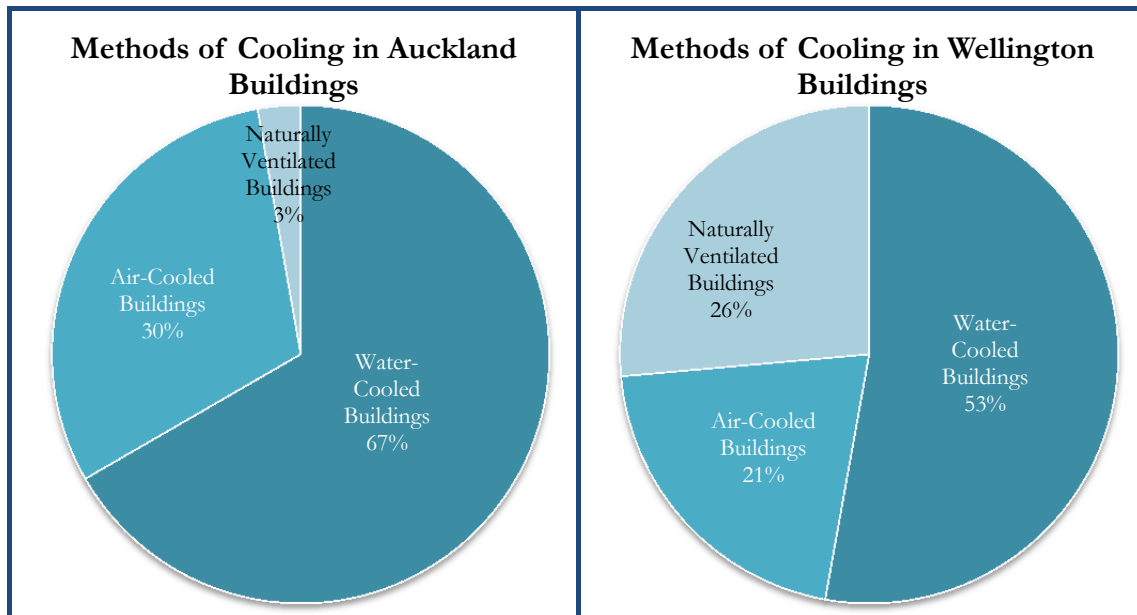 Methods of Cooling in Auckland
Buildings
Naturally
Ventilated
Buildings
3%
Air-Cooled
Buildings
30%
Water-
Cooled
Buildings
67%
Methods of Cooling in Wellington
Buildings
Naturally
Ventilated
Buildings
26%
Water-
Cooled
Buildings
53%
Air-Cooled
Buildings
21%